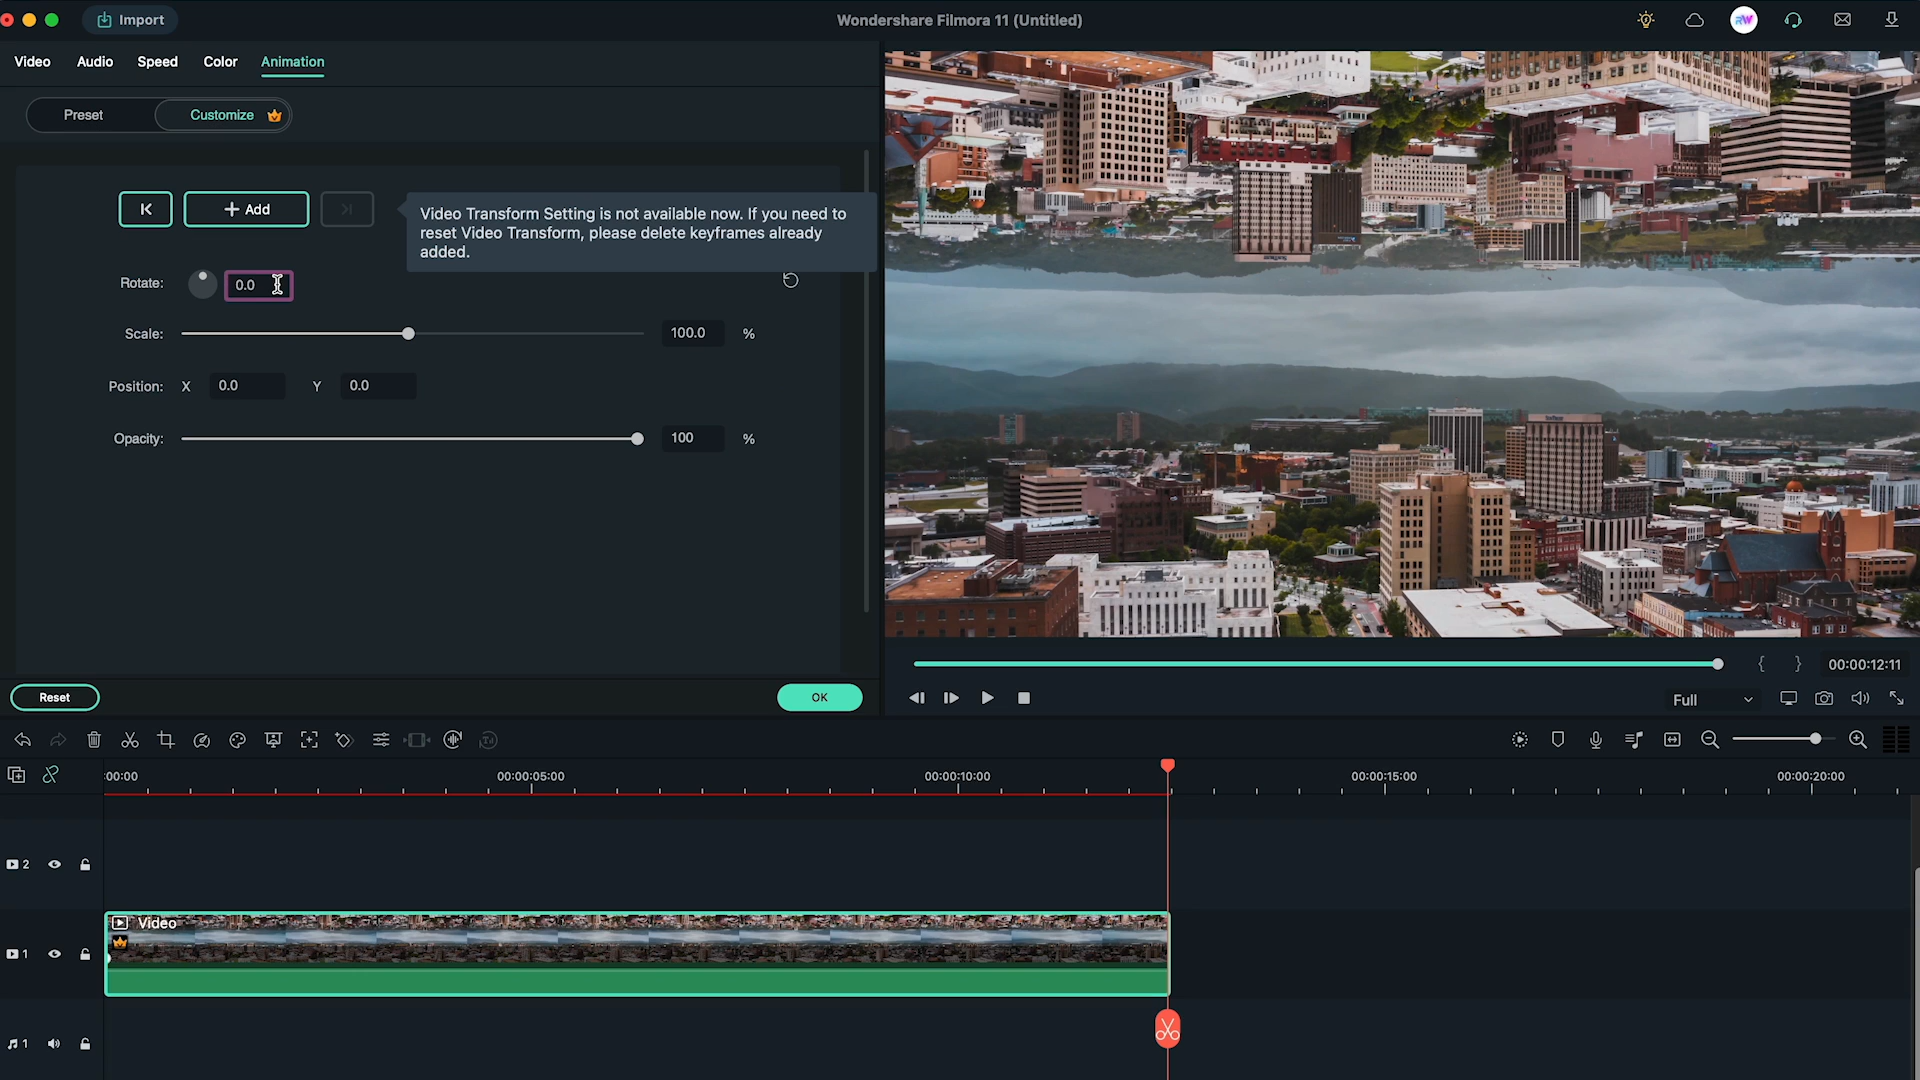 Import
Wondershare Filmora 11 (Untitled)
RW
Video Audio Speed Color Animation
Preset Customize
+ Add
Video Transform Setting is not available now. If you need to
reset Video Transform, please delete keyframes already
added.
Rotate: 0.0
Scale: 100.0 %
Position: X 0.0 Y 0.0
Opacity: 100 %
Reset
OK
{ } 00:00:12:11
Full
:00:00 00:00:05:00 00:00:10:00 00:00:15:00 00:00:20:00
2
Video
1
1